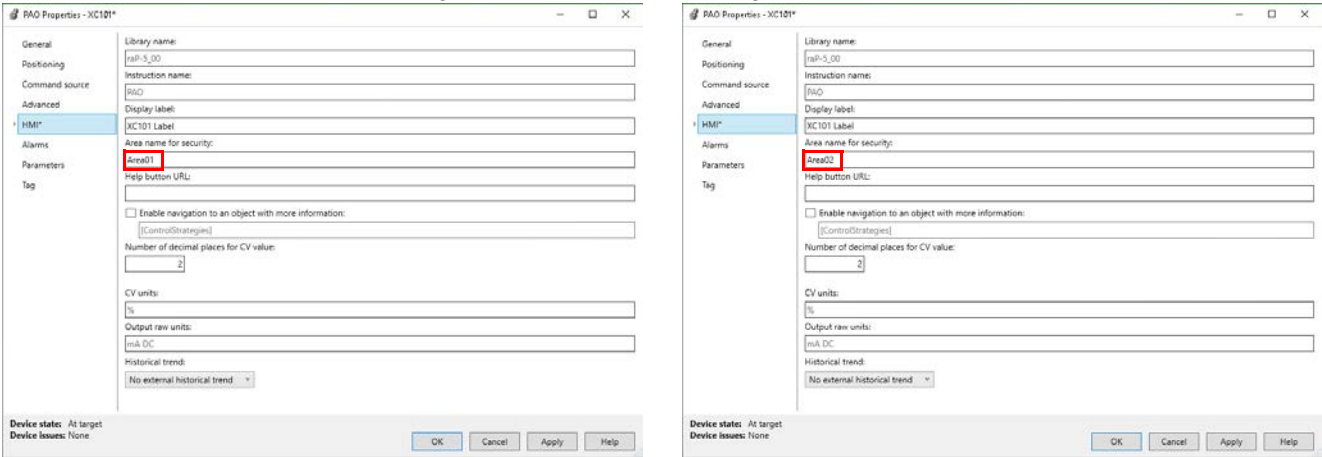 PAO Properties - XC101*
General
Positioning
Command source
Advanced
HMI*
Alarms
Parameters
Tag
Library name:
raP-5_00
Instruction name:
PAO
Display label:
XC101 Label
Area name for security:
Area01
Help button URL:
Enable navigation to an object with more information:
[ControlStrategies]
Number of decimal places for CV value:
2
CV units:
%
Output raw units:
mA DC
Historical trend:
No external historical trend
Device state: At target
Device issues: None
OK Cancel Apply Help
PAO Properties - XC101*
General
Positioning
Command source
Advanced
HMI*
Alarms
Parameters
Tag
Library name:
raP-5_00
Instruction name:
PAO
Display label:
XC101 Label
Area name for security:
Area02
Help button URL:
Enable navigation to an object with more information:
[ControlStrategies]
Number of decimal places for CV value:
2
CV units:
%
Output raw units:
mA DC
Historical trend:
No external historical trend
Device state: At target
Device issues: None
OK Cancel Apply Help